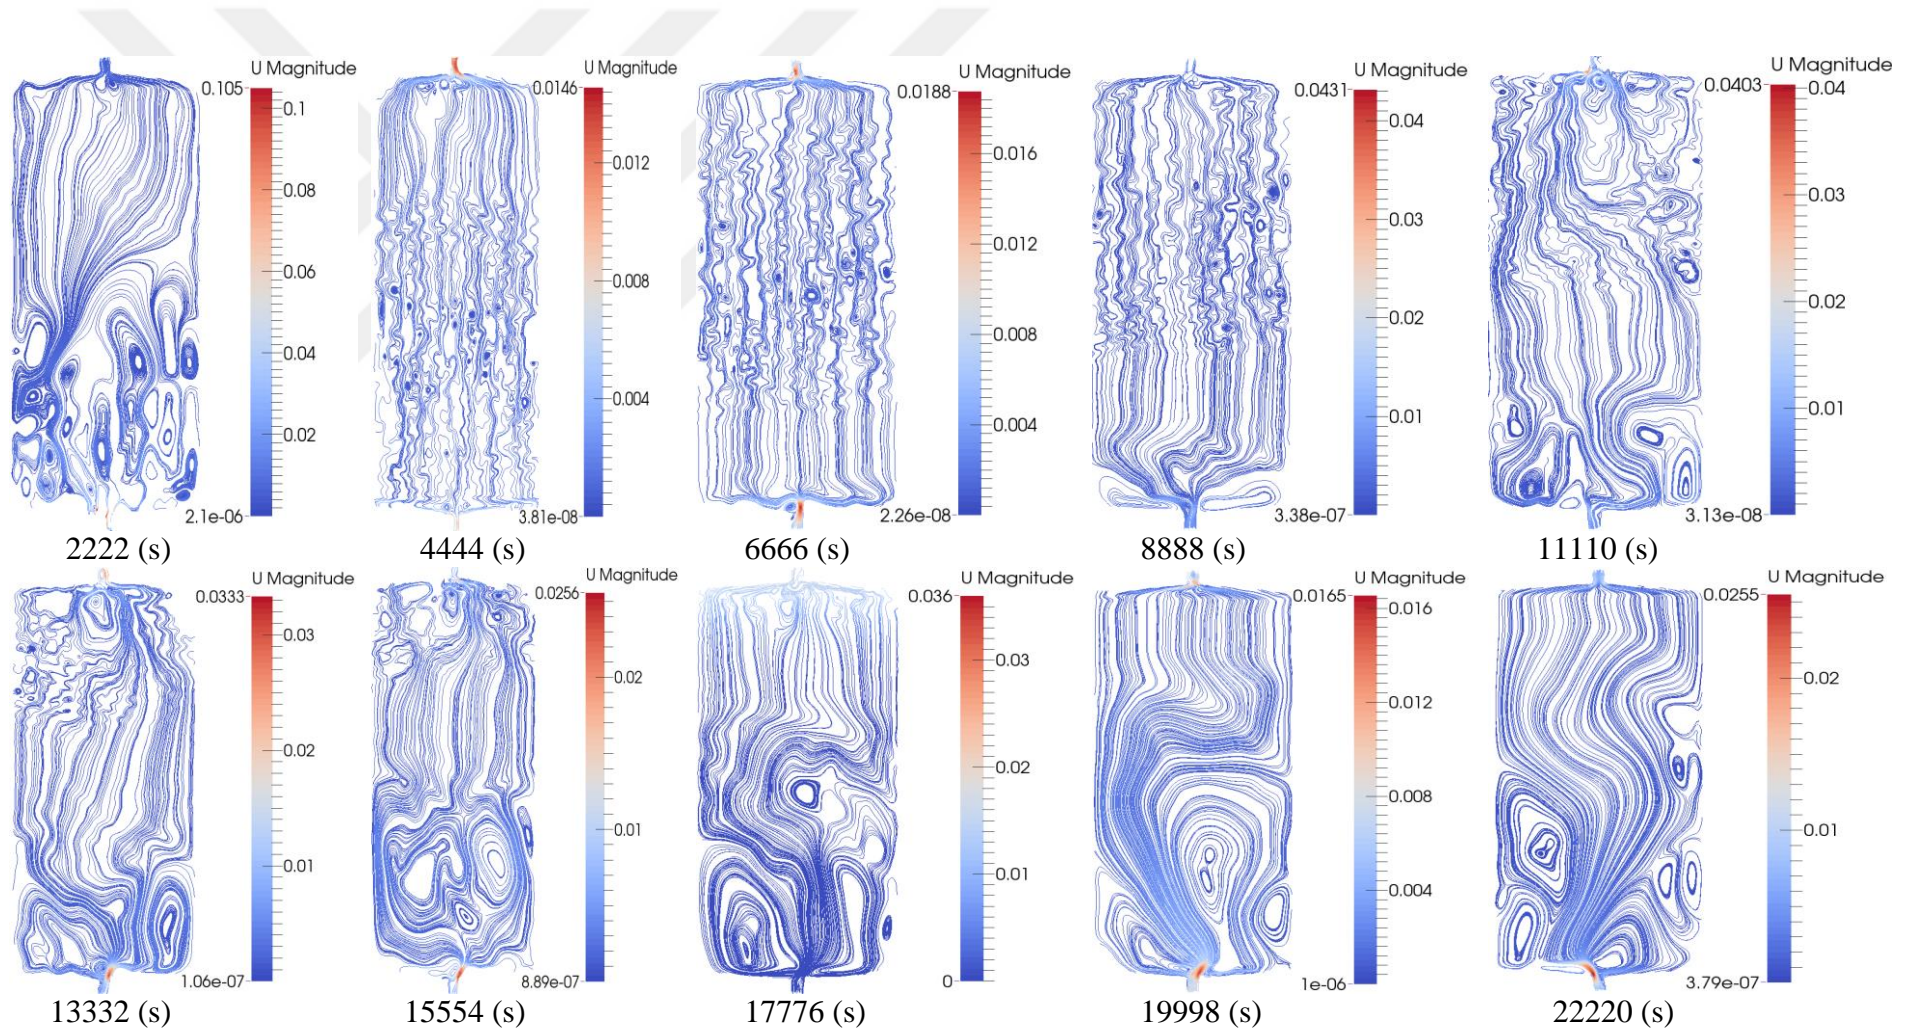 U Magnitude
0.105
0.1
0.08
0.06
0.04
0.02
2.1e-06
2222 (s)
U Magnitude
0.0146
0.012
0.008
0.004
3.81e-08
4444 (s)
U Magnitude
0.0188
0.016
0.012
0.008
0.004
2.26e-08
6666 (s)
U Magnitude
0.0431
0.04
0.03
0.02
0.01
3.38e-07
8888 (s)
U Magnitude
0.0403
0.04
0.03
0.02
0.01
3.13e-08
11110 (s)
U Magnitude
0.0333
0.03
0.02
0.01
1.06e-07
13332 (s)
U Magnitude
0.0256
0.02
0.01
8.89e-07
15554 (s)
U Magnitude
0.036
0.03
0.02
0.01
0
17776 (s)
U Magnitude
0.0165
0.016
0.012
0.008
0.004
1e-06
19998 (s)
U Magnitude
0.0255
0.02
0.01
3.79e-07
22220 (s)